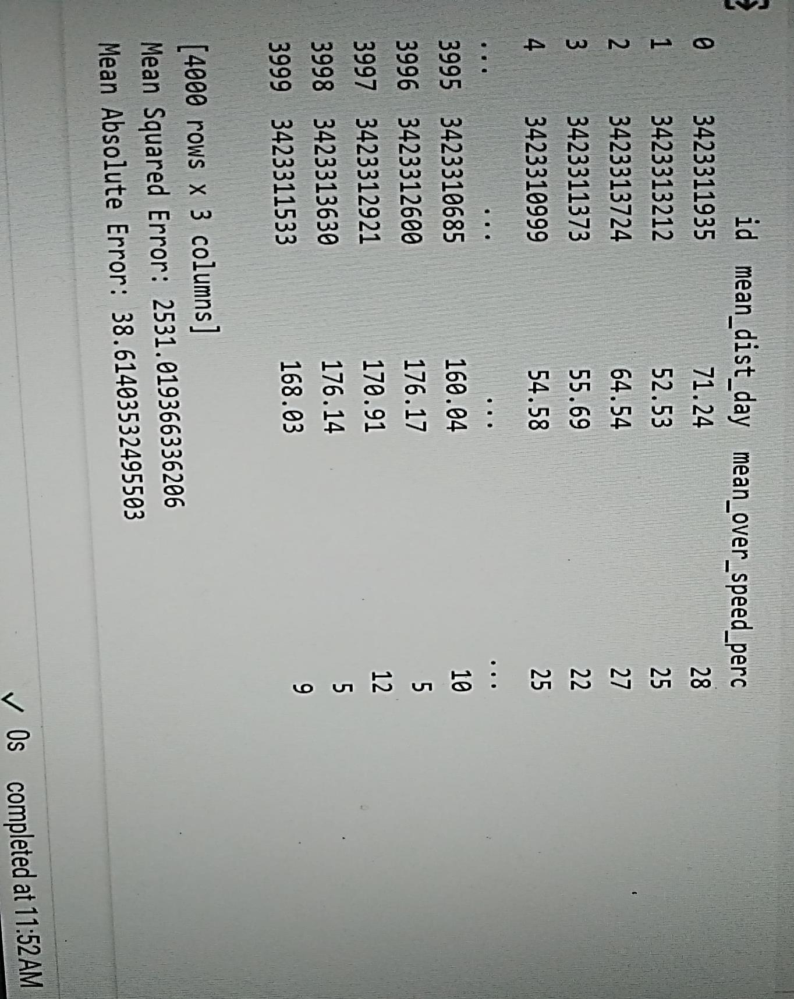 id mean_dist_day mean_over_speed_perc
0 3423311935 71.24 28
1 3423313212 52.53 25
2 3423313724 64.54 27
3 3423311373 55.69 22
4 3423310999 54.58 25
... ... ... ...
3995 3423310685 160.04 10
3996 3423312600 176.17 5
3997 3423312921 170.91 12
3998 3423313630 176.14 5
3999 3423311533 168.03 9
[4000 rows x 3 columns]
Mean Squared Error: 2531.019366336206
Mean Absolute Error: 38.61403532495503
✓ 0s completed at 11:52 AM